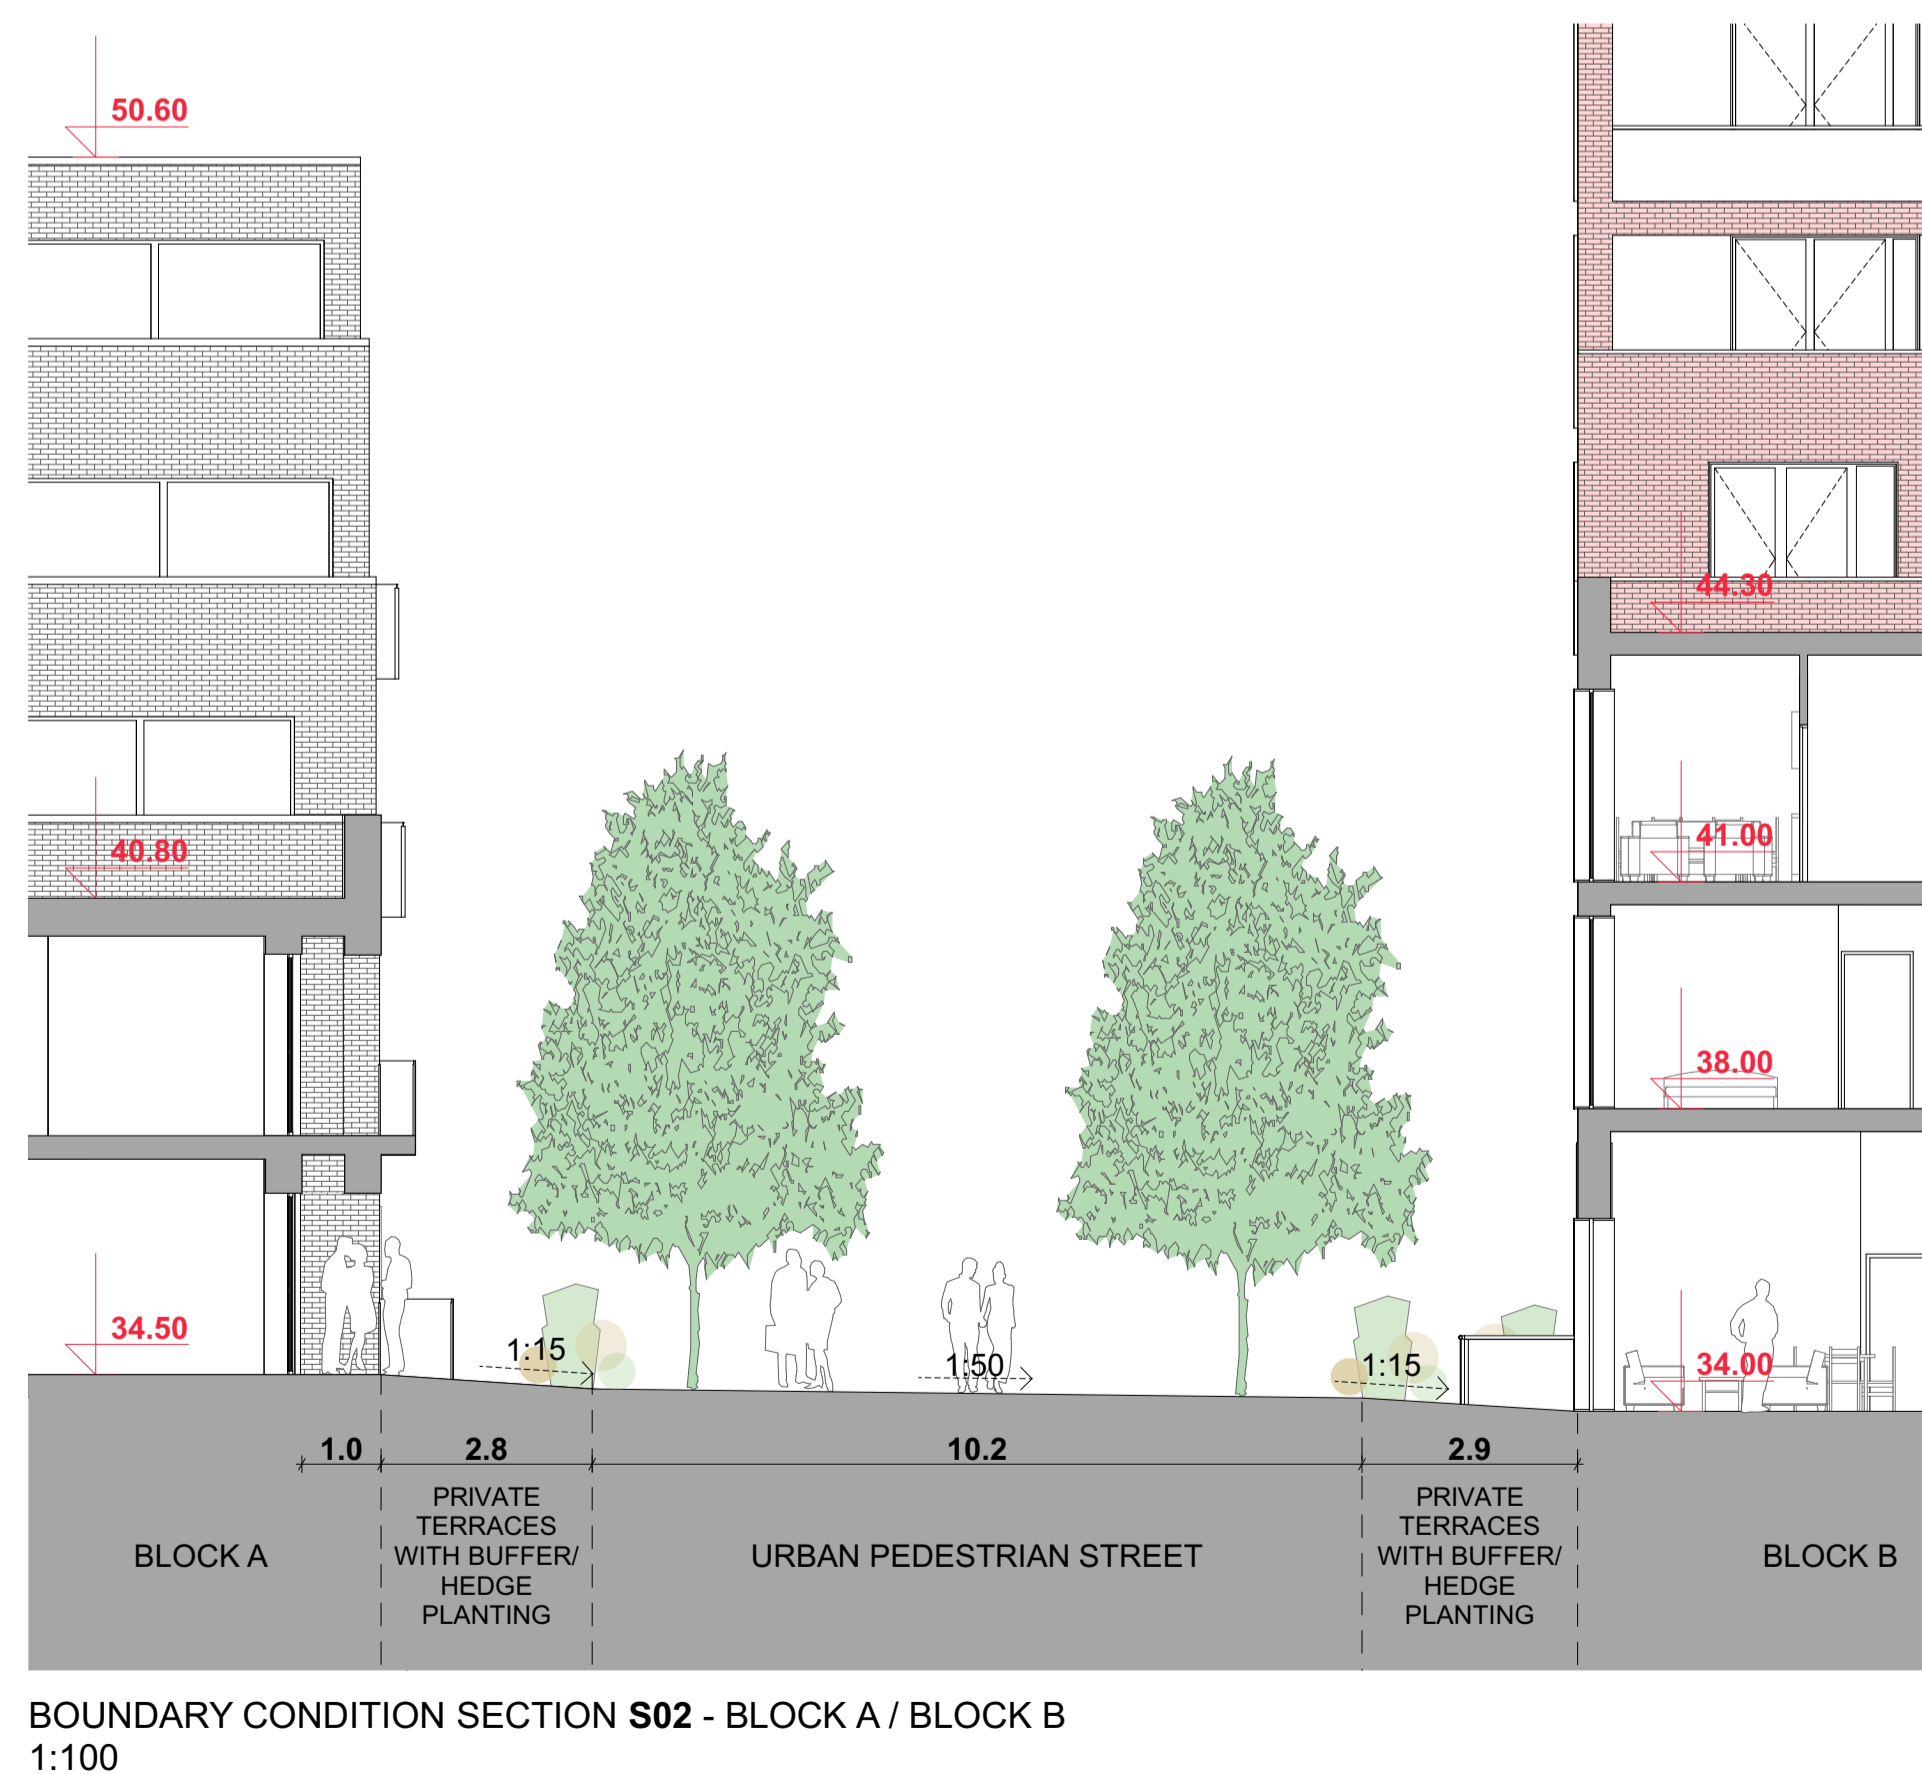 50.60
44.30
40.80
41.00
38.00
34.50
1:15
1:50
1:15
34.00
1.0
2.8
10.2
2.9
BLOCK A
PRIVATE
TERRACES
WITH BUFFER/
HEDGE
PLANTING
URBAN PEDESTRIAN STREET
PRIVATE
TERRACES
WITH BUFFER/
HEDGE
PLANTING
BLOCK B
BOUNDARY CONDITION SECTION S02 - BLOCK A / BLOCK B
1:100